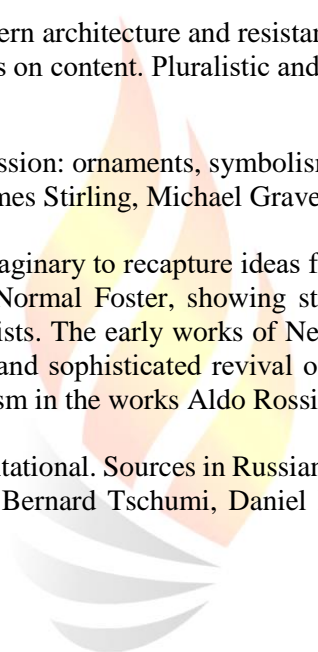 ern architecture and resistan
s on content. Pluralistic and
ssion: ornaments, symbolism
mes Stirling, Michael Grave
aginary to recapture ideas f
Normal Foster, showing st
ists. The early works of Ne
and sophisticated revival o
sm in the works Aldo Rossi
tational. Sources in Russian
Bernard Tschumi, Daniel